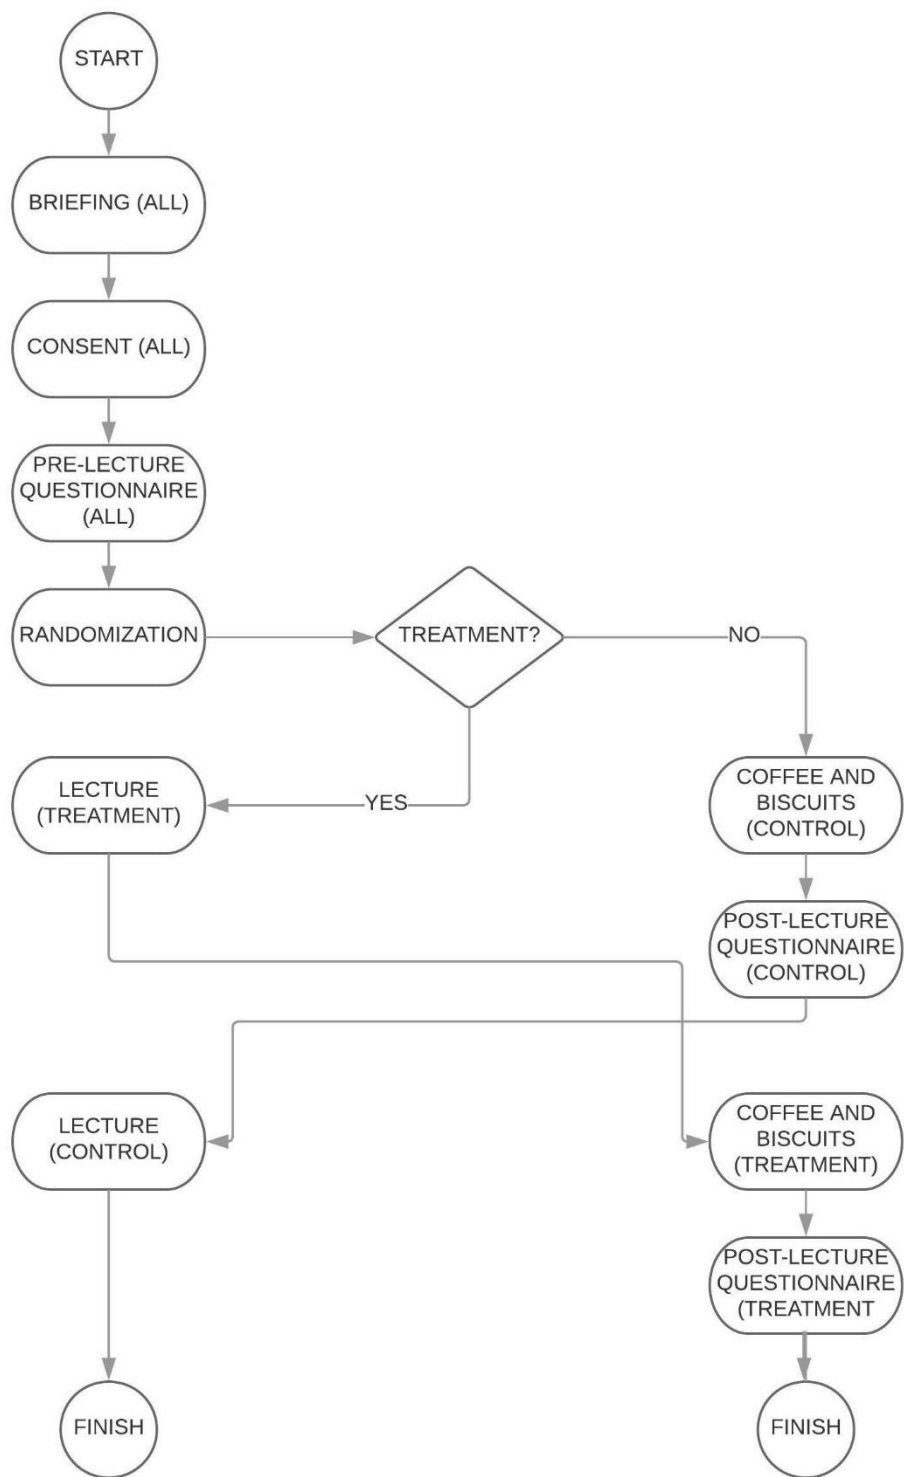 START
BRIEFING (ALL)
CONSENT (ALL)
PRE-LECTURE
QUESTIONNAIRE
(ALL)
RANDOMIZATION
TREATMENT?
NO
YES
LECTURE
(TREATMENT)
COFFEE AND
BISCUITS
(CONTROL)
POST-LECTURE
QUESTIONNAIRE
(CONTROL)
LECTURE
(CONTROL)
COFFEE AND
BISCUITS
(TREATMENT)
POST-LECTURE
QUESTIONNAIRE
(TREATMENT
FINISH
FINISH